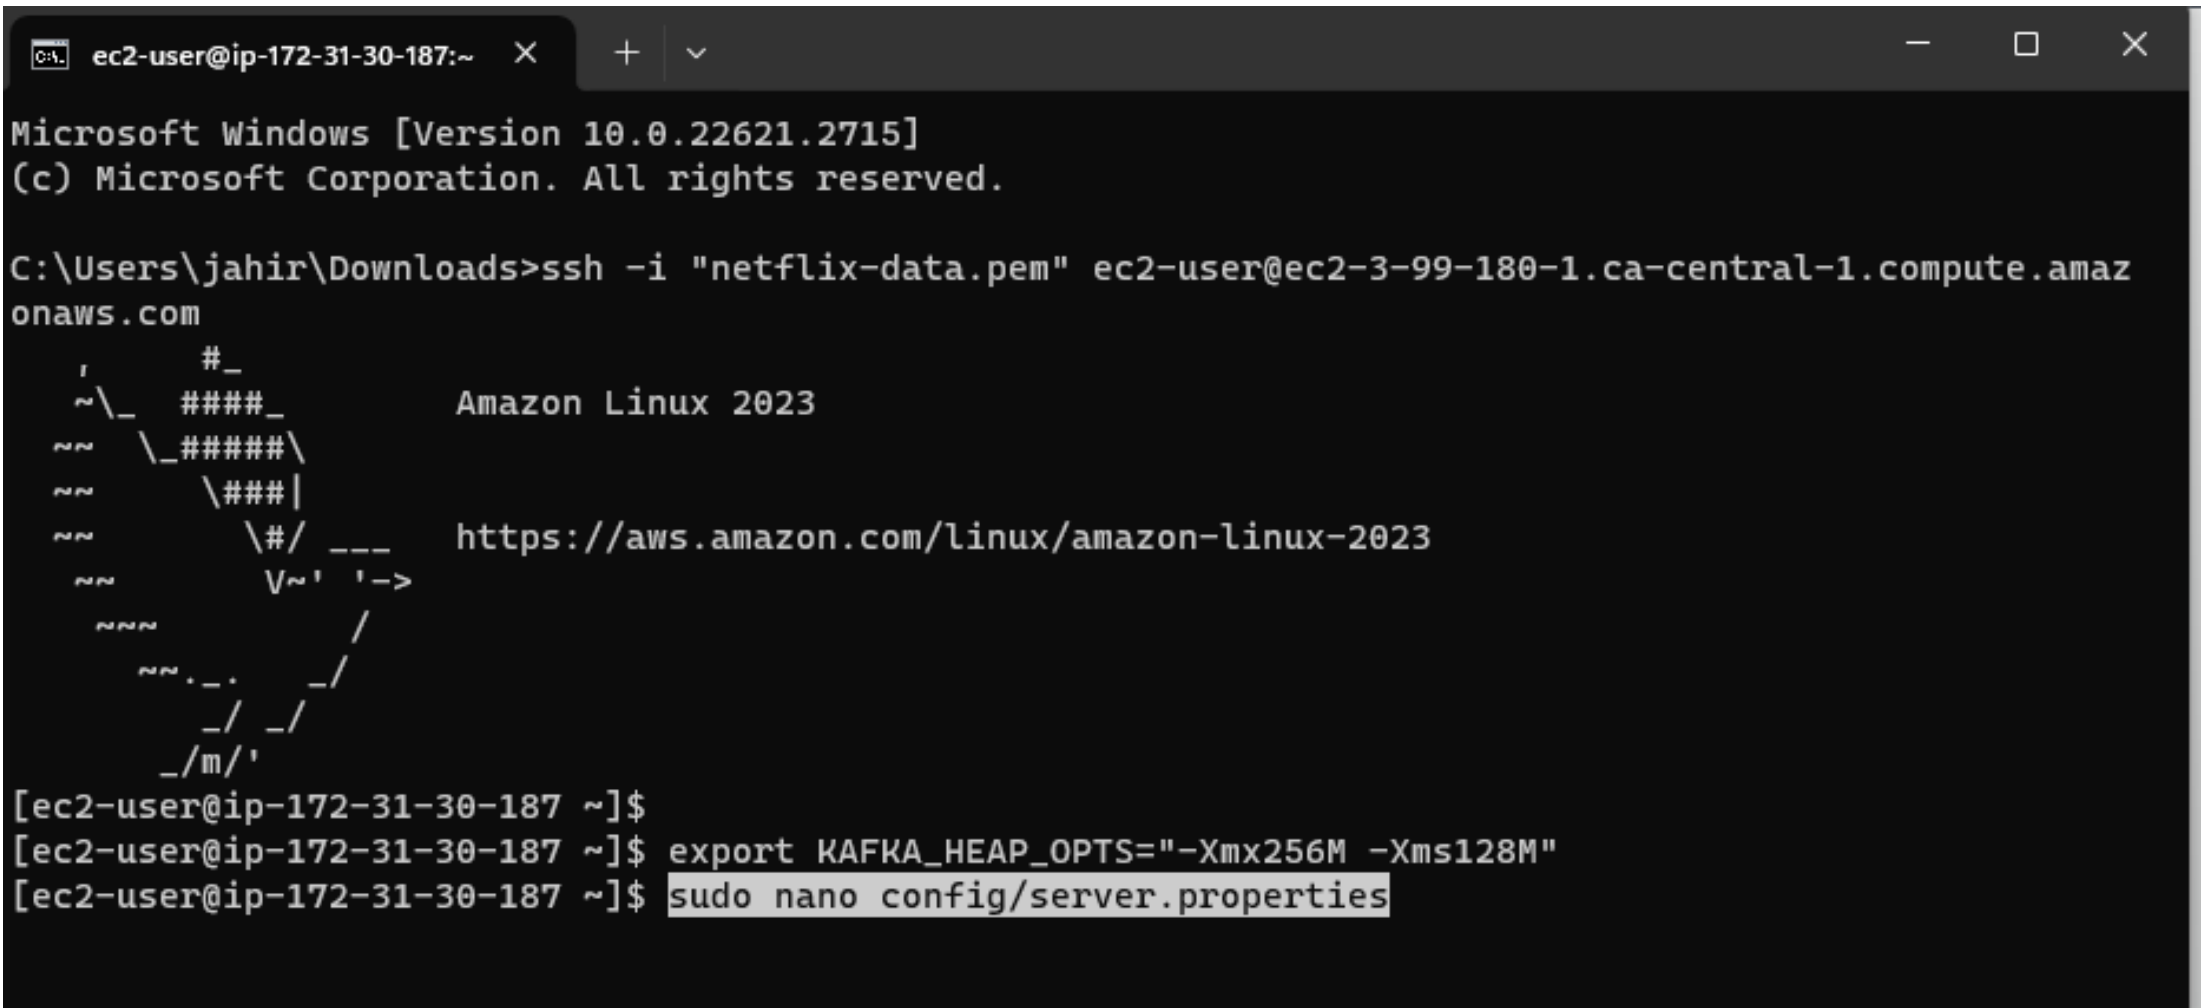 ec2-user@ip-172-31-30-187:~
Microsoft Windows [Version 10.0.22621.2715]
(c) Microsoft Corporation. All rights reserved.
C:\Users\jahir\Downloads>ssh -i "netflix-data.pem" ec2-user@ec2-3-99-180-1.ca-central-1.compute.amaz
onaws.com
   ,     #_
   ~\_  ####_        Amazon Linux 2023
  ~~  \_#####\
  ~~     \###|
  ~~       \#/ ___   https://aws.amazon.com/linux/amazon-linux-2023
   ~~       V~' '->
    ~~~         /
      ~~._.   _/
         _/ _/
       _/m/'
[ec2-user@ip-172-31-30-187 ~]$
[ec2-user@ip-172-31-30-187 ~]$ export KAFKA_HEAP_OPTS="-Xmx256M -Xms128M"
[ec2-user@ip-172-31-30-187 ~]$ sudo nano config/server.properties